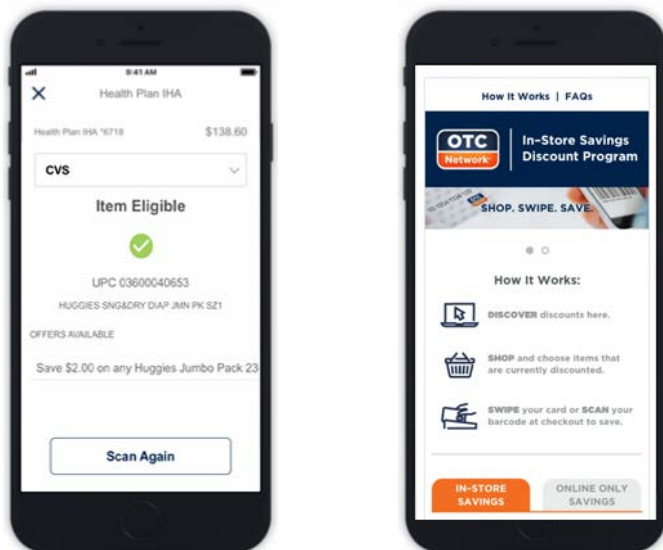 9:41 AM
Health Plan IHA
Health Plan IHA *6718 $138.60
CVS
Item Eligible
UPC 03600040653
HUGGIES SNG&DRY DIAP JMN PK SZ1
OFFERS AVAILABLE
Save $2.00 on any Huggies Jumbo Pack 23
Scan Again
How It Works | FAQs
OTC
Network
In-Store Savings
Discount Program
SHOP. SWIPE. SAVE.
How It Works:
DISCOVER discounts here.
SHOP and choose items that
are currently discounted.
SWIPE your card or SCAN your
barcode at checkout to save.
IN-STORE
SAVINGS
ONLINE ONLY
SAVINGS